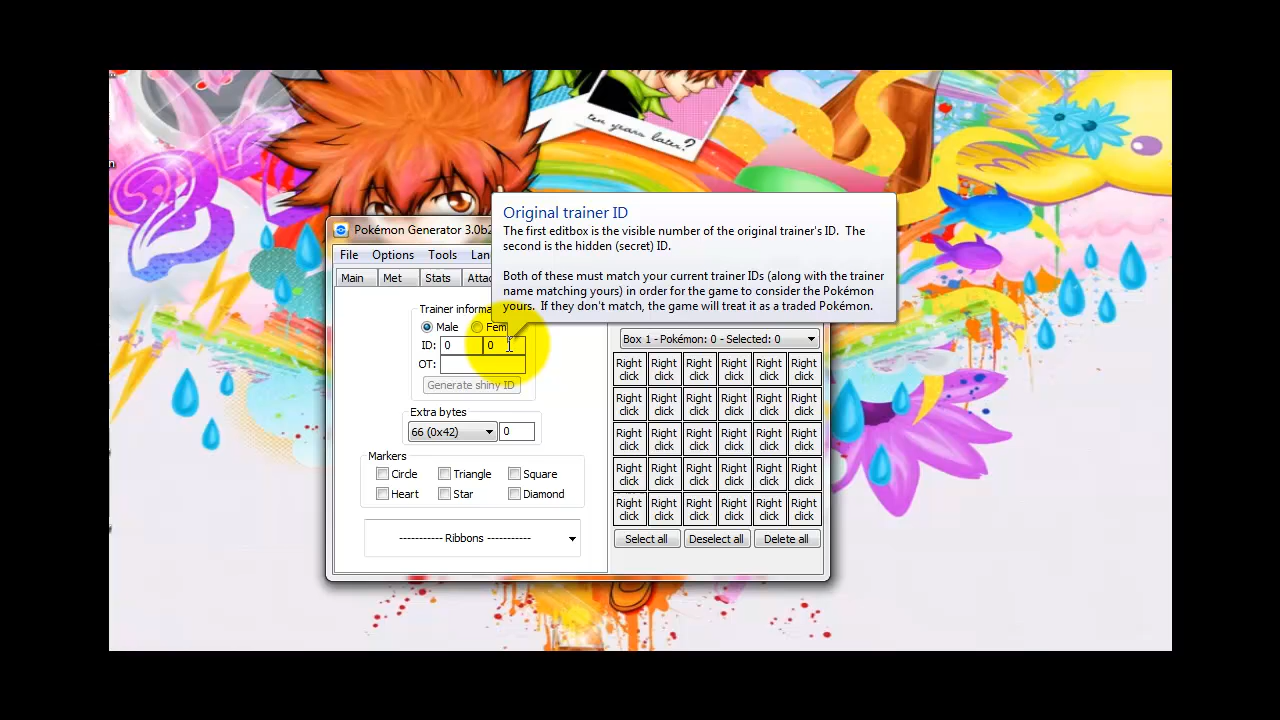 ten years later?
Original trainer ID
The first editbox is the visible number of the original trainer's ID. The
second is the hidden (secret) ID.
Both of these must match your current trainer IDs (along with the trainer
name matching yours) in order for the game to consider the Pokémon
yours. If they don't match, the game will treat it as a traded Pokémon.
Pokémon Generator 3.0b2
File Options Tools Lan
Main Met Stats Attac
Trainer informa
Male Fem
ID: 0 0
OT:
Generate shiny ID
Extra bytes
66 (0x42) 0
Markers
Circle Triangle Square
Heart Star Diamond
----------- Ribbons -----------
Box 1 - Pokémon: 0 - Selected: 0
Right Right Right Right Right Right
click click click click click click
Right Right Right Right Right Right
click click click click click click
Right Right Right Right Right Right
click click click click click click
Right Right Right Right Right Right
click click click click click click
Right Right Right Right Right Right
click click click click click click
Select all Deselect all Delete all